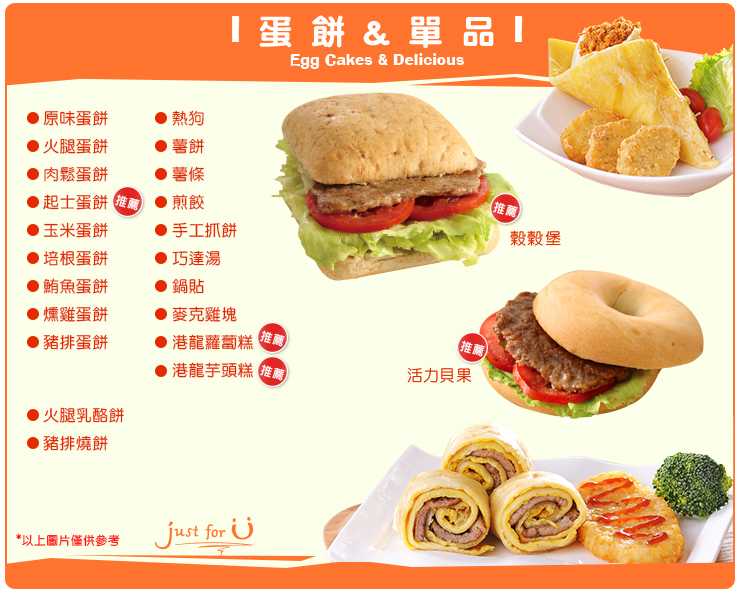 蛋餅&單品
Egg Cakes & Delicious
原味蛋餅
火腿蛋餅
肉鬆蛋餅
起士蛋餅 推薦
玉米蛋餅
培根蛋餅
鮪魚蛋餅
燻雞蛋餅
豬排蛋餅
火腿乳酪餅
豬排燒餅
熱狗
薯餅
薯條
煎餃
手工抓餅
巧達湯
鍋貼
麥克雞塊
港龍蘿蔔糕 推薦
港龍芋頭糕 推薦
推薦
穀穀堡
推薦
活力貝果
*以上圖片僅供參考
just for Ü